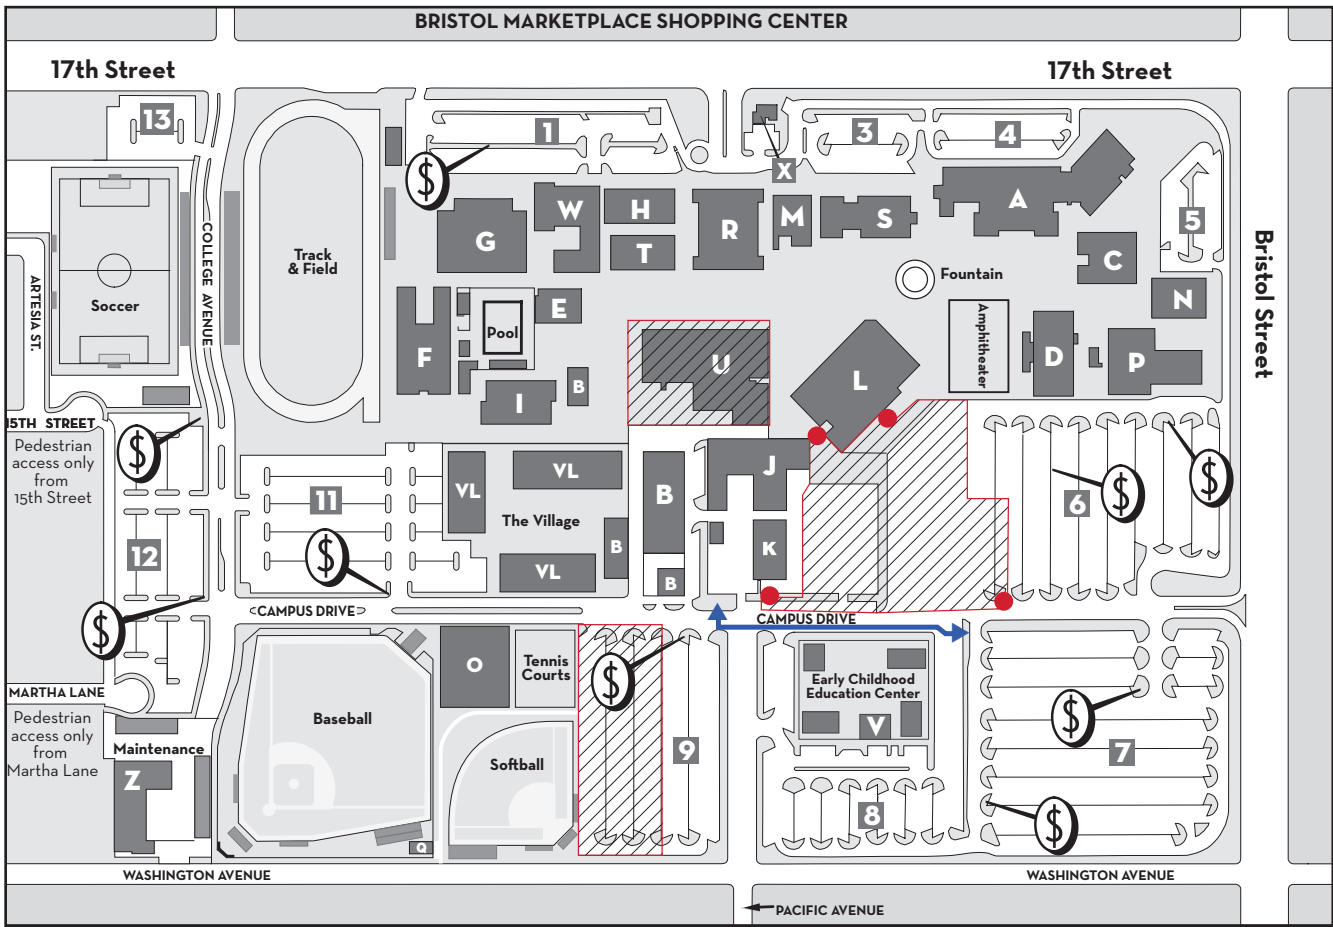 BRISTOL MARKETPLACE SHOPPING CENTER
17th Street
17th Street
13
1
3
4
X
5
$
W
H
R
M
S
A
G
T
C
COLLEGE AVENUE
Track
& Field
Bristol Street
ARTESIA ST.
Soccer
Fountain
N
E
Pool
F
U
L
Amphitheater
D
P
I
B
15TH STREET
Pedestrian
access only
from
15th Street
$
11
VL
VL
The Village
B
J
$
$
6
12
$
B
K
VL
B
$
CAMPUS DRIVE
CAMPUS DRIVE
O
Tennis
Courts
$
Early Childhood
Education Center
MARTHA LANE
Pedestrian
access only
from
Martha Lane
Baseball
V
$
Maintenance
Z
Softball
9
7
8
$
Q
WASHINGTON AVENUE
WASHINGTON AVENUE
PACIFIC AVENUE